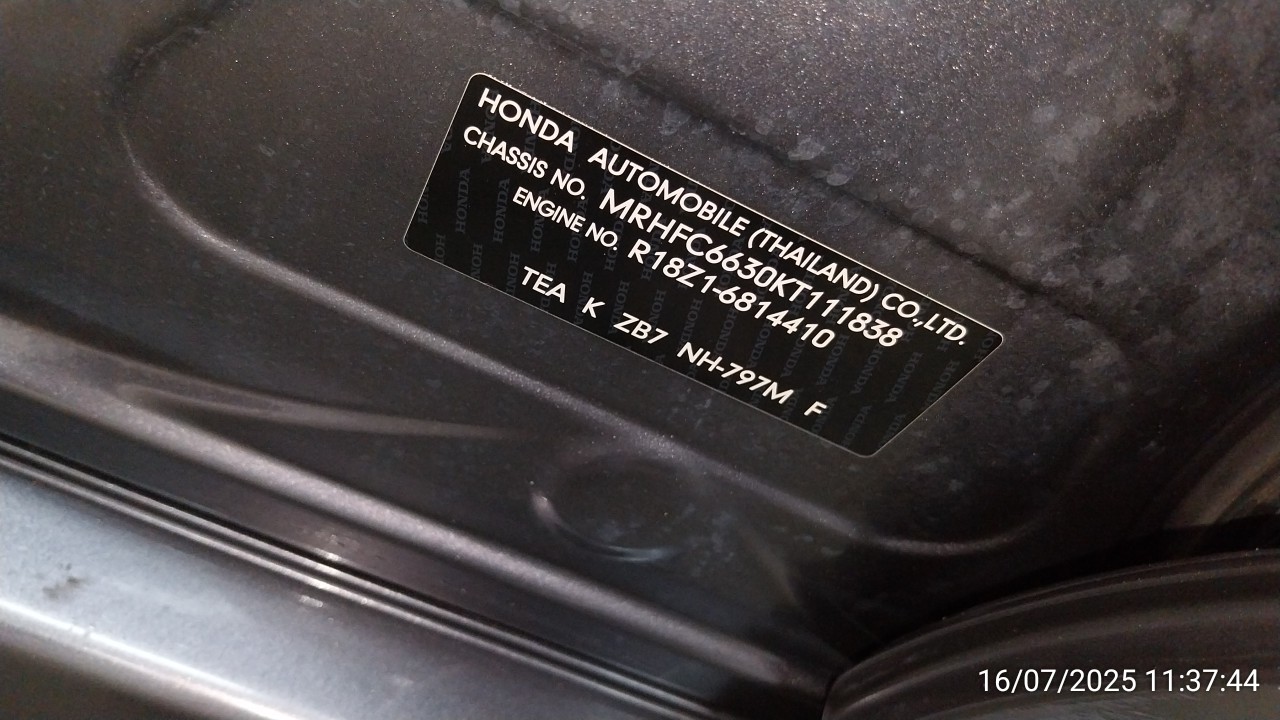 HONDA AUTOMOBILE (THAILAND) CO.,LTD.
CHASSIS NO. MRHFC6630KT111838
ENGINE NO. R18Z1-6814410
TEA K ZB7 NH-797M F
16/07/2025 11:37:44